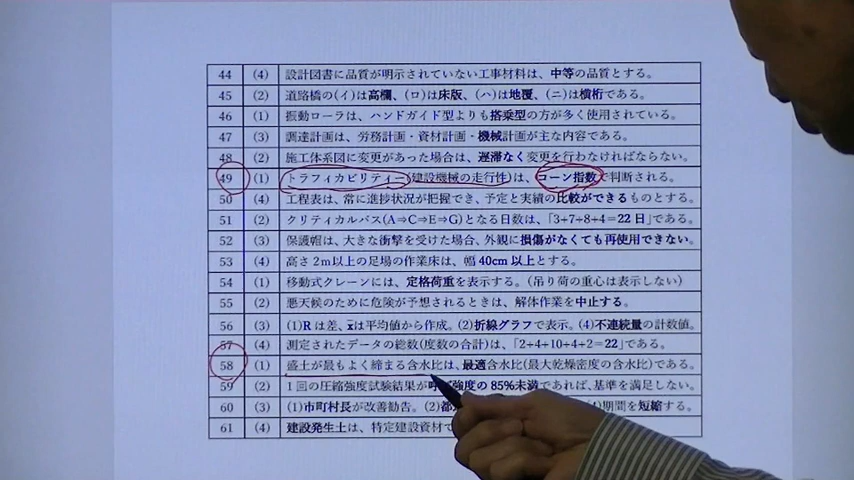 44 (4) 設計図書に品質が明示されていない工事材料は、中等の品質とする。
45 (2) 道路橋の(イ)は高欄、(ロ)は床版、(ハ)は地覆、(ニ)は横桁である。
46 (1) 振動ローラは、ハンドガイド型よりも搭乗型の方が多く使用されている。
47 (3) 調達計画は、労務計画・資材計画・機械計画が主な内容である。
48 (2) 施工体系図に変更があった場合は、遅滞なく変更を行わなければならない。
49 (1) トラフィカビリティー(建設機械の走行性)は、コーン指数で判断される。
50 (4) 工程表は、常に進捗状況が把握でき、予定と実績の比較ができるものとする。
51 (2) クリティカルパス(A⇒C⇒E⇒G)となる日数は、「3+7+8+4=22 日」である。
52 (3) 保護帽は、大きな衝撃を受けた場合、外観に損傷がなくても再使用できない。
53 (4) 高さ2m以上の足場の作業床は、幅 40cm 以上とする。
54 (1) 移動式クレーンには、定格荷重を表示する。(吊り荷の重心は表示しない)
55 (2) 悪天候のために危険が予想されるときは、解体作業を中止する。
56 (3) (1)R は差、x̄は平均値から作成。(2)折線グラフで表示。(4)不連続量の計数値。
57 (4) 測定されたデータの総数(度数の合計)は、「2+4+10+4+2=22」である。
58 (1) 盛土が最もよく締まる含水比は、最適含水比(最大乾燥密度の含水比)である。
59 (2) 1回の圧縮強度試験結果が呼び強度の 85%未満であれば、基準を満足しない。
60 (3) (1)市町村長が改善勧告。(2)都 (4)期間を短縮する。
61 (4) 建設発生土は、特定建設資材で